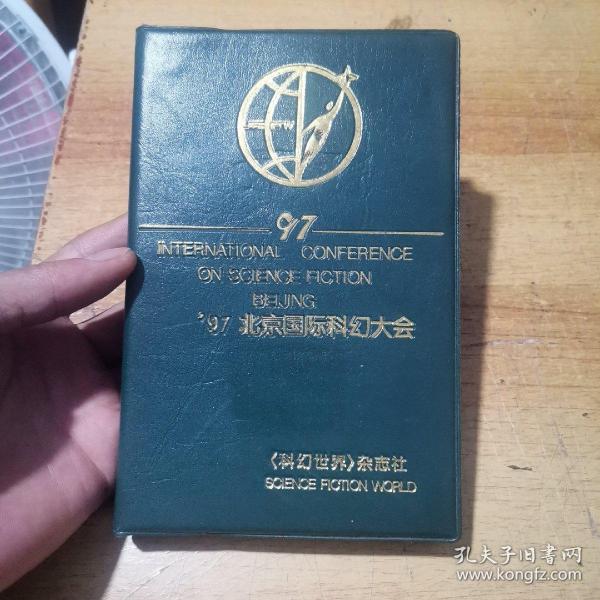 97
INTERNATIONAL CONFERENCE
ON SCIENCE FICTION
BEIJING
'97 北京国际科幻大会
《科幻世界》杂志社
SCIENCE FICTION WORLD
孔夫子旧书网
www.kongfz.com